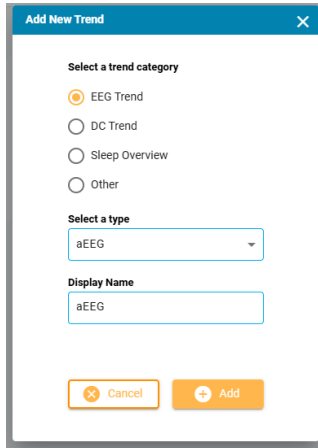 Add New Trend
Select a trend category
EEG Trend
DC Trend
Sleep Overview
Other
Select a type
aEEG
Display Name
aEEG
Cancel
Add